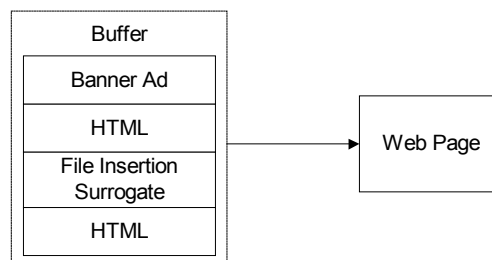 Buffer
Banner Ad
HTML
File Insertion
Surrogate
HTML
Web Page